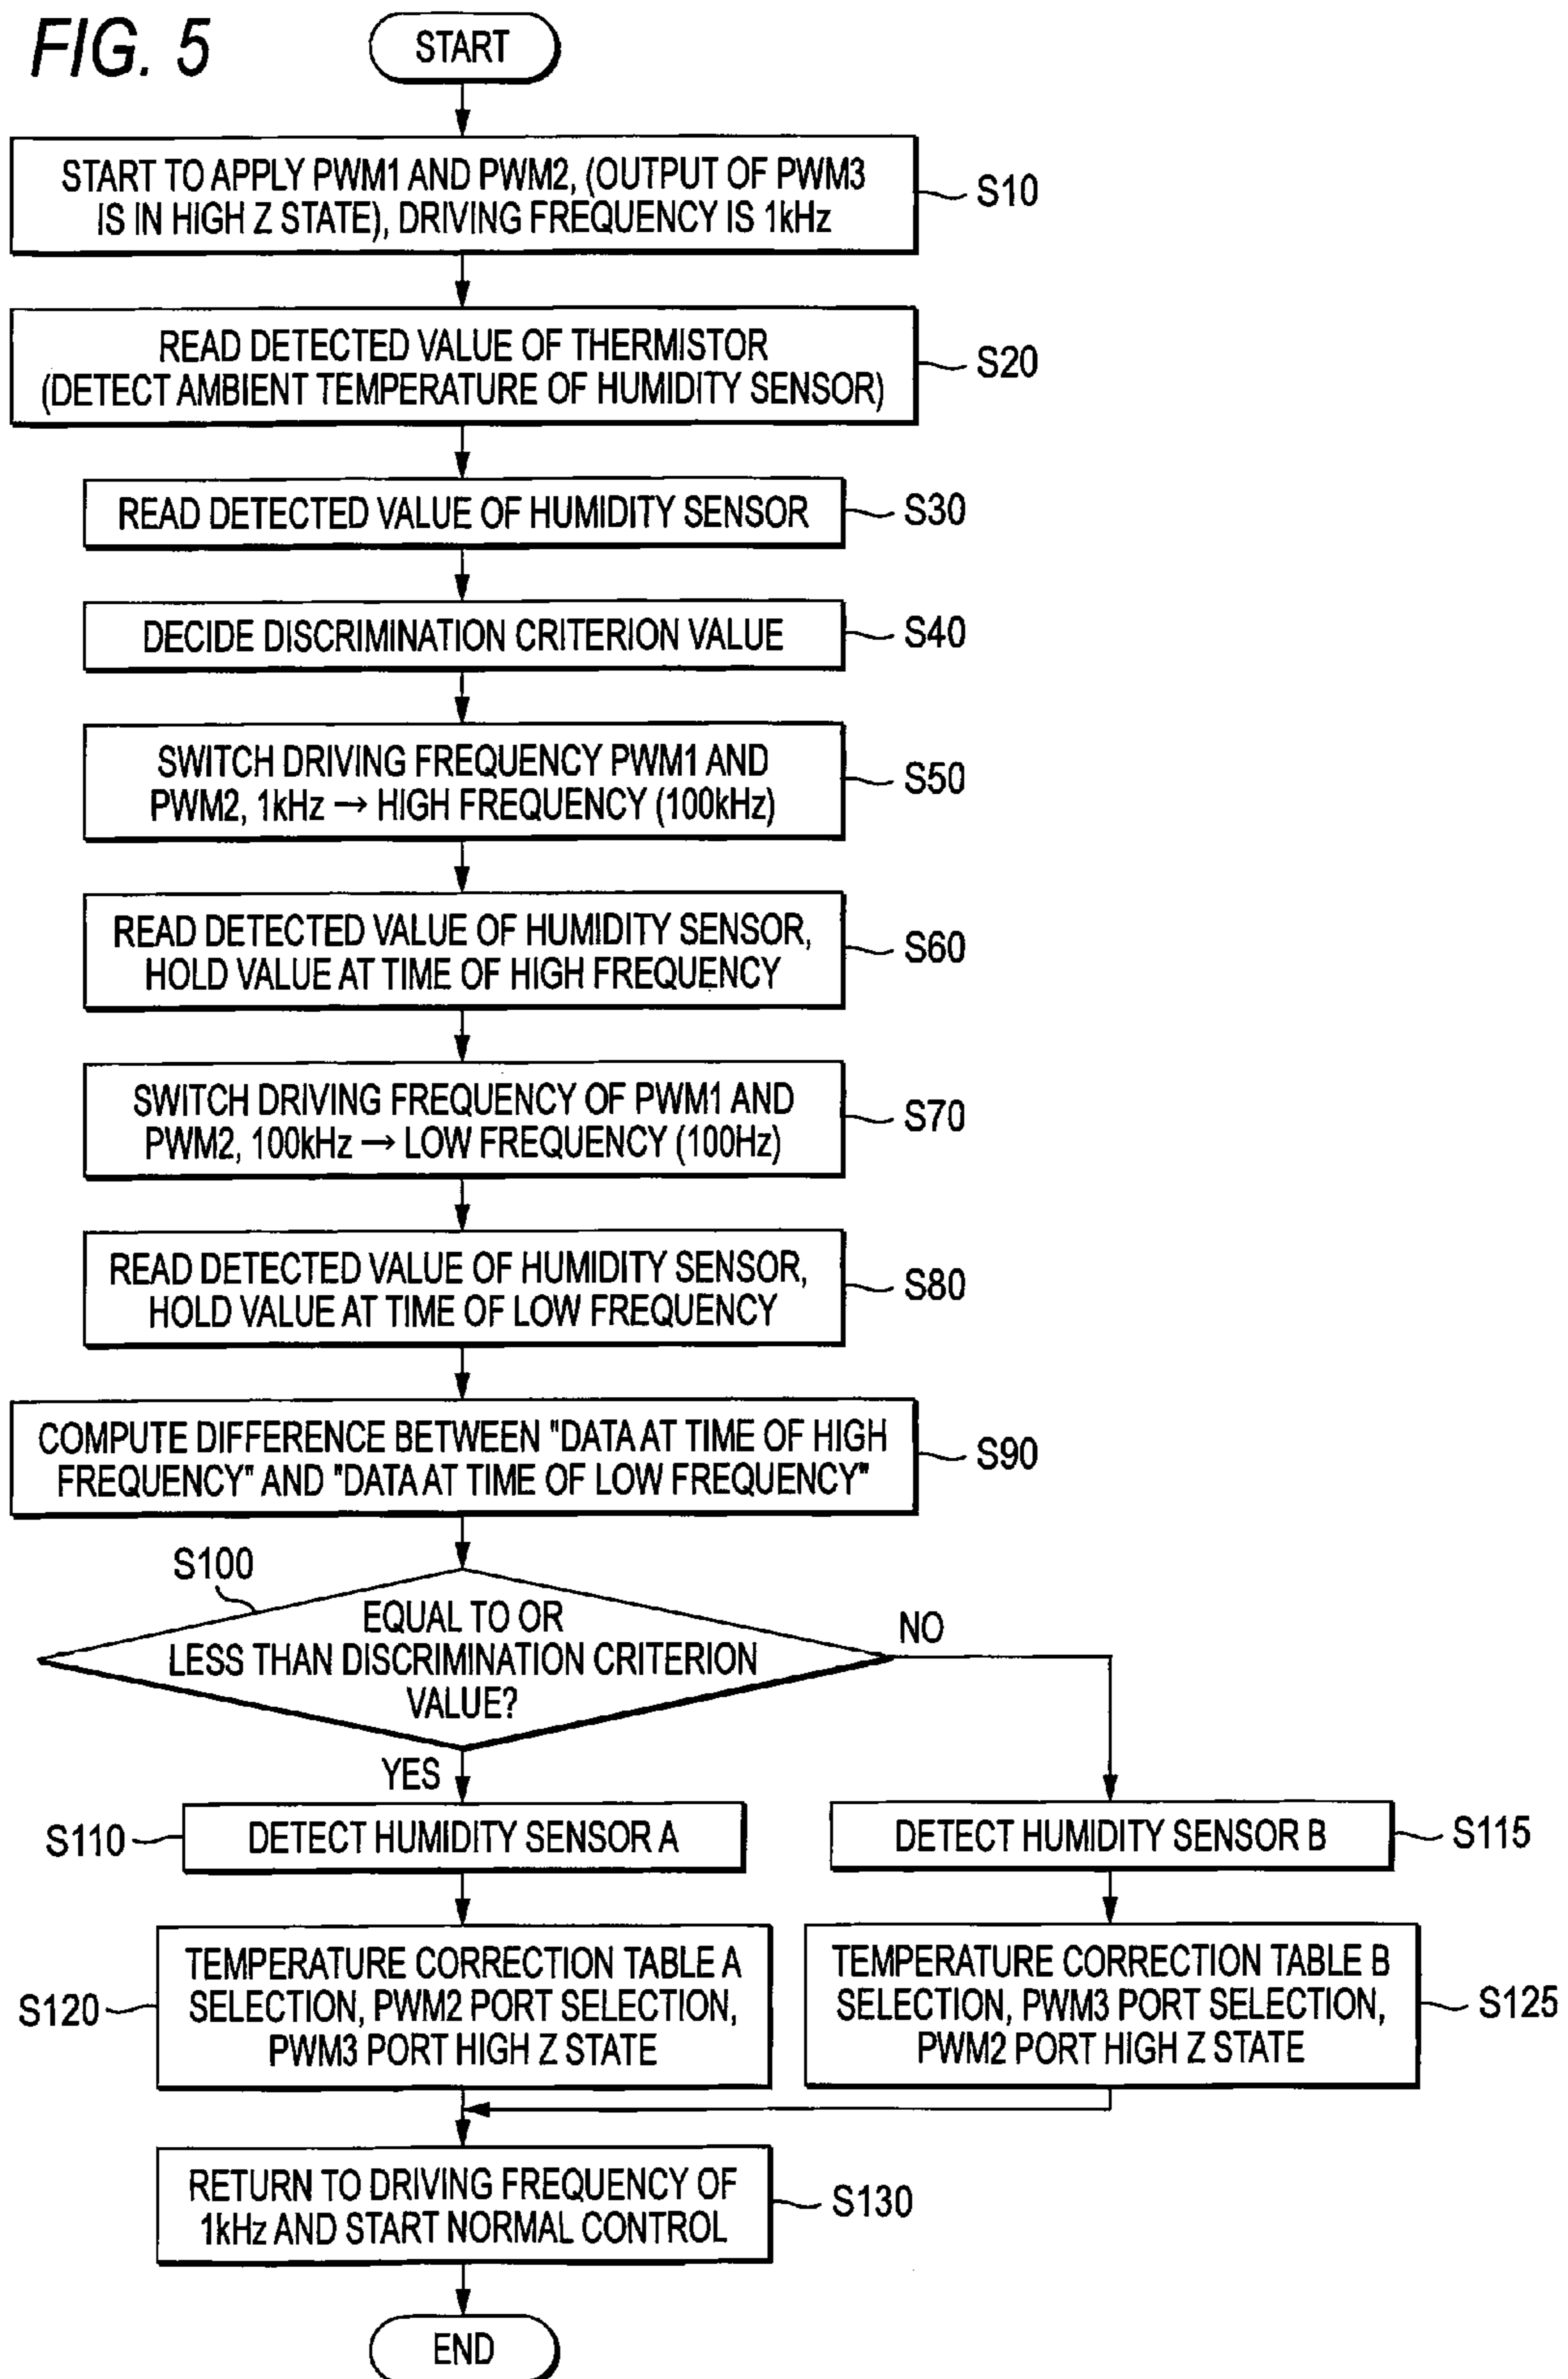 FIG. 5
START
START TO APPLY PWM1 AND PWM2, (OUTPUT OF PWM3
IS IN HIGH Z STATE), DRIVING FREQUENCY IS 1kHz
S10
READ DETECTED VALUE OF THERMISTOR
(DETECT AMBIENT TEMPERATURE OF HUMIDITY SENSOR)
S20
READ DETECTED VALUE OF HUMIDITY SENSOR
S30
DECIDE DISCRIMINATION CRITERION VALUE
S40
SWITCH DRIVING FREQUENCY PWM1 AND
PWM2, 1kHz → HIGH FREQUENCY (100kHz)
S50
READ DETECTED VALUE OF HUMIDITY SENSOR,
HOLD VALUE AT TIME OF HIGH FREQUENCY
S60
SWITCH DRIVING FREQUENCY OF PWM1 AND
PWM2, 100kHz → LOW FREQUENCY (100Hz)
S70
READ DETECTED VALUE OF HUMIDITY SENSOR,
HOLD VALUE AT TIME OF LOW FREQUENCY
S80
COMPUTE DIFFERENCE BETWEEN "DATA AT TIME OF HIGH
FREQUENCY" AND "DATA AT TIME OF LOW FREQUENCY"
S90
S100
EQUAL TO OR
LESS THAN DISCRIMINATION CRITERION
VALUE?
NO
YES
S110
DETECT HUMIDITY SENSOR A
DETECT HUMIDITY SENSOR B
S115
S120
TEMPERATURE CORRECTION TABLE A
SELECTION, PWM2 PORT SELECTION,
PWM3 PORT HIGH Z STATE
TEMPERATURE CORRECTION TABLE B
SELECTION, PWM3 PORT SELECTION,
PWM2 PORT HIGH Z STATE
S125
RETURN TO DRIVING FREQUENCY OF
1kHz AND START NORMAL CONTROL
S130
END